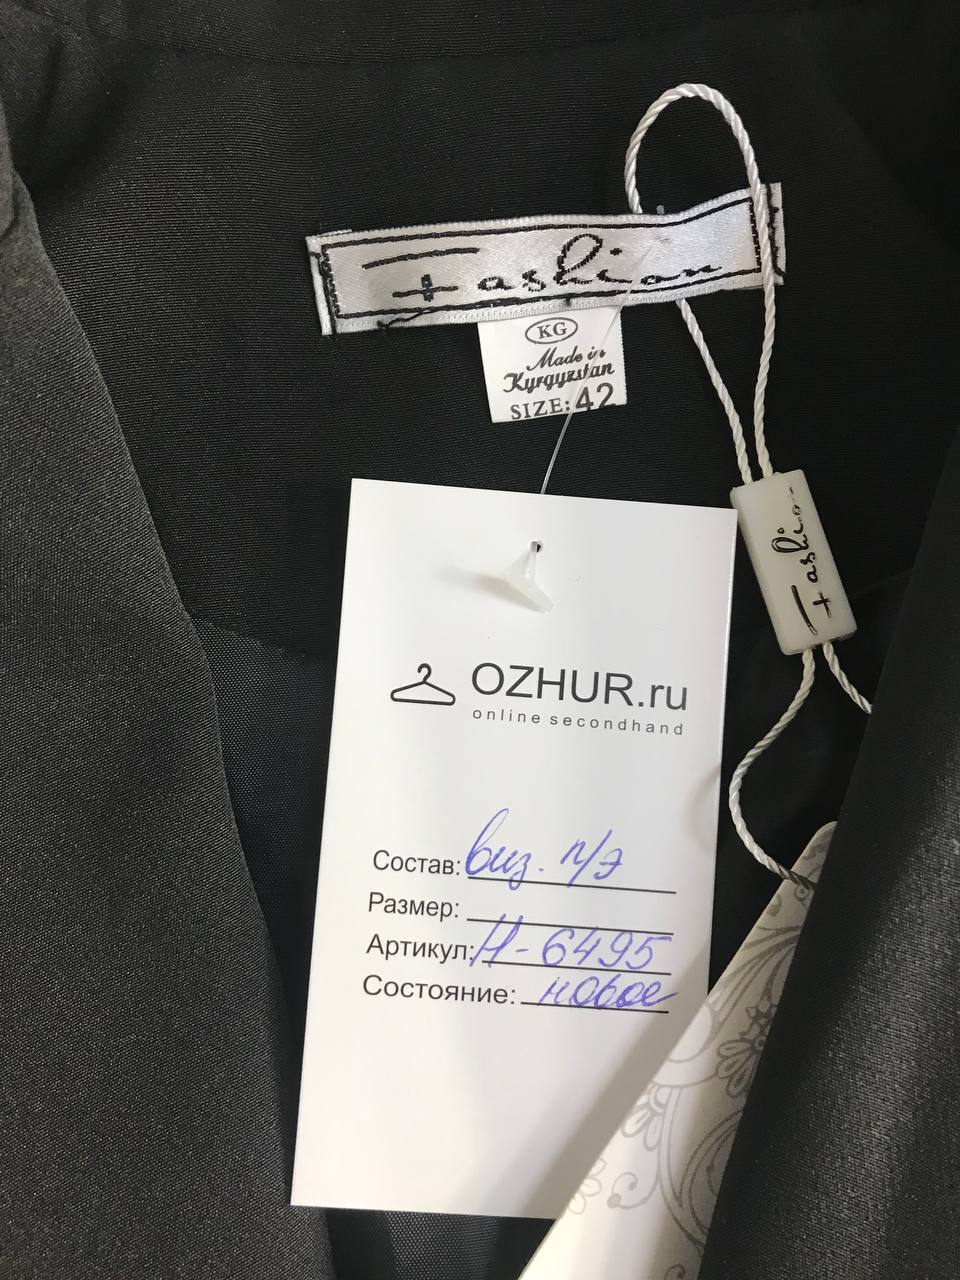 Fashion
KG
Made in
Kyrgyzstan
SIZE: 42
Fashion
OZHUR.ru
online secondhand
Состав: виз. п/э
Размер:
Артикул: Н-6495
Состояние: новое